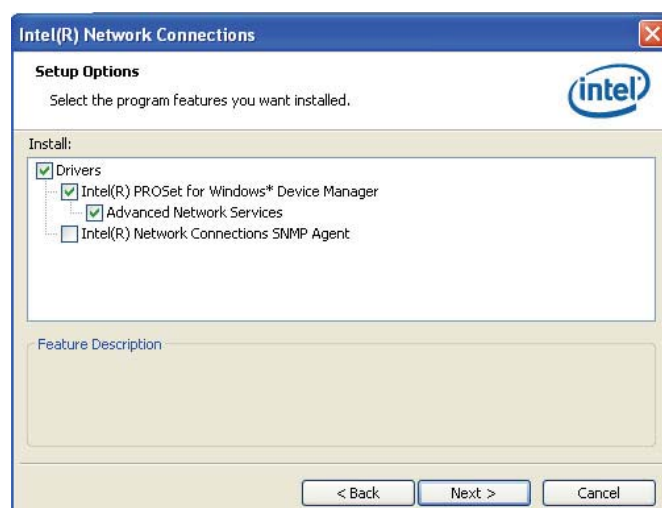 Intel(R) Network Connections
Setup Options
Select the program features you want installed.
intel
Install:
Drivers
Intel(R) PROSet for Windows* Device Manager
Advanced Network Services
Intel(R) Network Connections SNMP Agent
Feature Description
< Back
Next >
Cancel